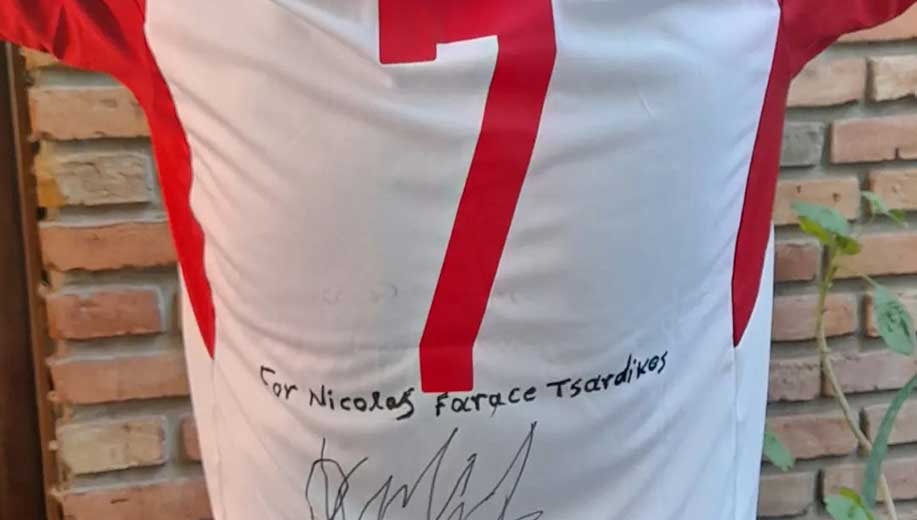 7
For Nicolas Farace Tsardikos